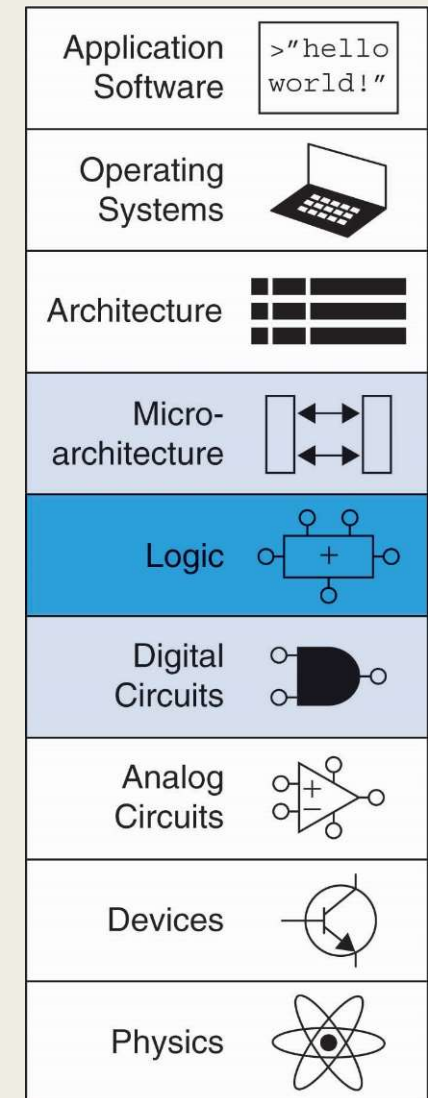 Application
Software
>"hello
world!"
Operating
Systems
Architecture
Micro-
architecture
Logic
+
Digital
Circuits
Analog
Circuits
+
−
Devices
Physics